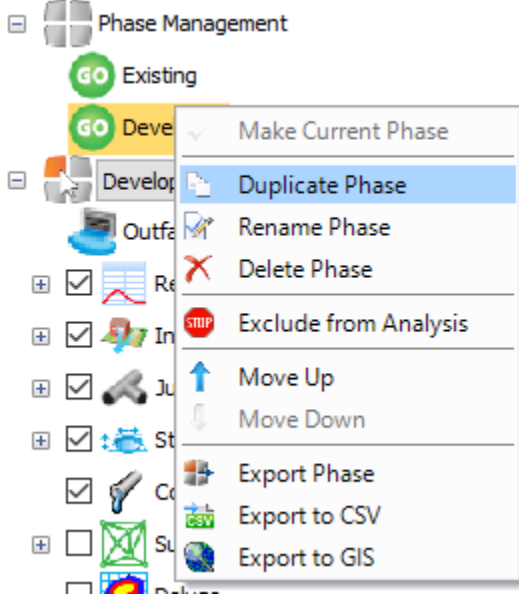 Phase Management
GO Existing
GO Deve
Make Current Phase
Develop
Duplicate Phase
Outfa
Rename Phase
Re
Delete Phase
In
STOP Exclude from Analysis
Ju
Move Up
St
Move Down
Co
Export Phase
CSV Export to CSV
Su
Export to GIS